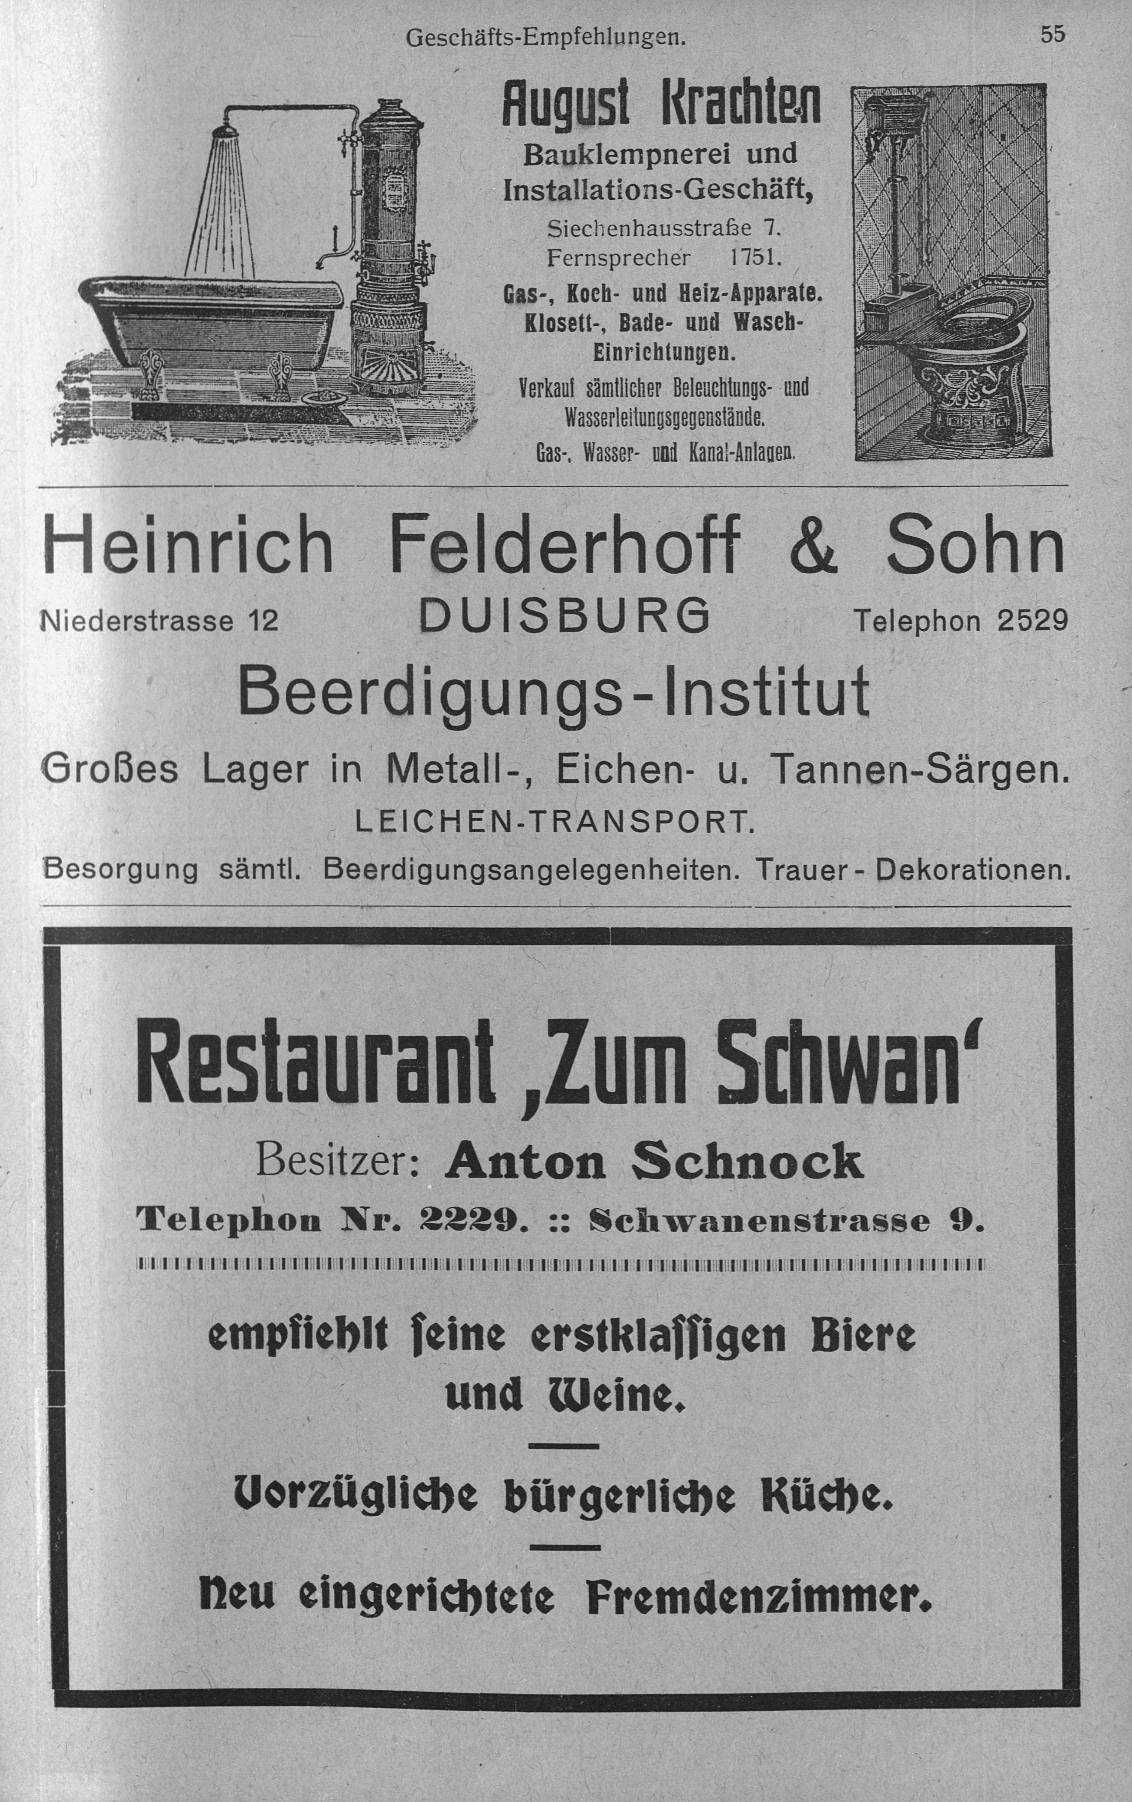 Geschäfts-Empfehlungen. 55
August Krachten
Bauklempnerei und
Installations-Geschäft,
Siechenhausstraße 7.
Fernsprecher 1751.
Gas-, Koch- und Heiz-Apparate.
Klosett-, Bade- und Wasch-
Einrichtungen.
Verkauf sämtlicher Beleuchtungs- und
Wasserleitungsgegenstände.
Gas-, Wasser- und Kanal-Anlagen.
Heinrich Felderhoff & Sohn
Niederstrasse 12 DUISBURG Telephon 2529
Beerdigungs-Institut
Großes Lager in Metall-, Eichen- u. Tannen-Särgen.
LEICHEN-TRANSPORT.
Besorgung sämtl. Beerdigungsangelegenheiten. Trauer-Dekorationen.
Restaurant ‚Zum Schwan‘
Besitzer: Anton Schnock
Telephon Nr. 2229. :: Schwanenstrasse 9.
empfiehlt ſeine erstklaſſigen Biere
und Weine.
Vorzügliche bürgerliche Küche.
Neu eingerichtete Fremdenzimmer.